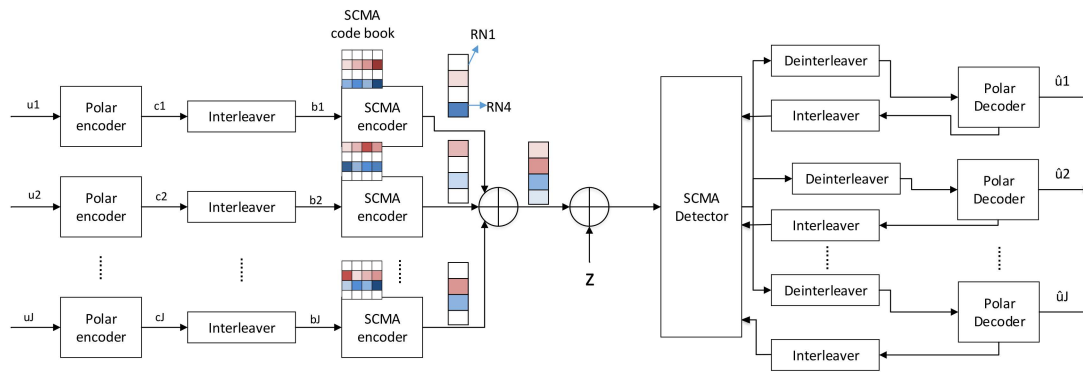 SCMA
code book
RN1
RN4
u1
Polar
encoder
c1
Interleaver
b1
SCMA
encoder
u2
Polar
encoder
c2
Interleaver
b2
SCMA
encoder
uJ
Polar
encoder
cJ
Interleaver
bJ
SCMA
encoder
Z
SCMA
Detector
Deinterleaver
Interleaver
Polar
Decoder
û1
Deinterleaver
Interleaver
Polar
Decoder
û2
Deinterleaver
Interleaver
Polar
Decoder
ûJ